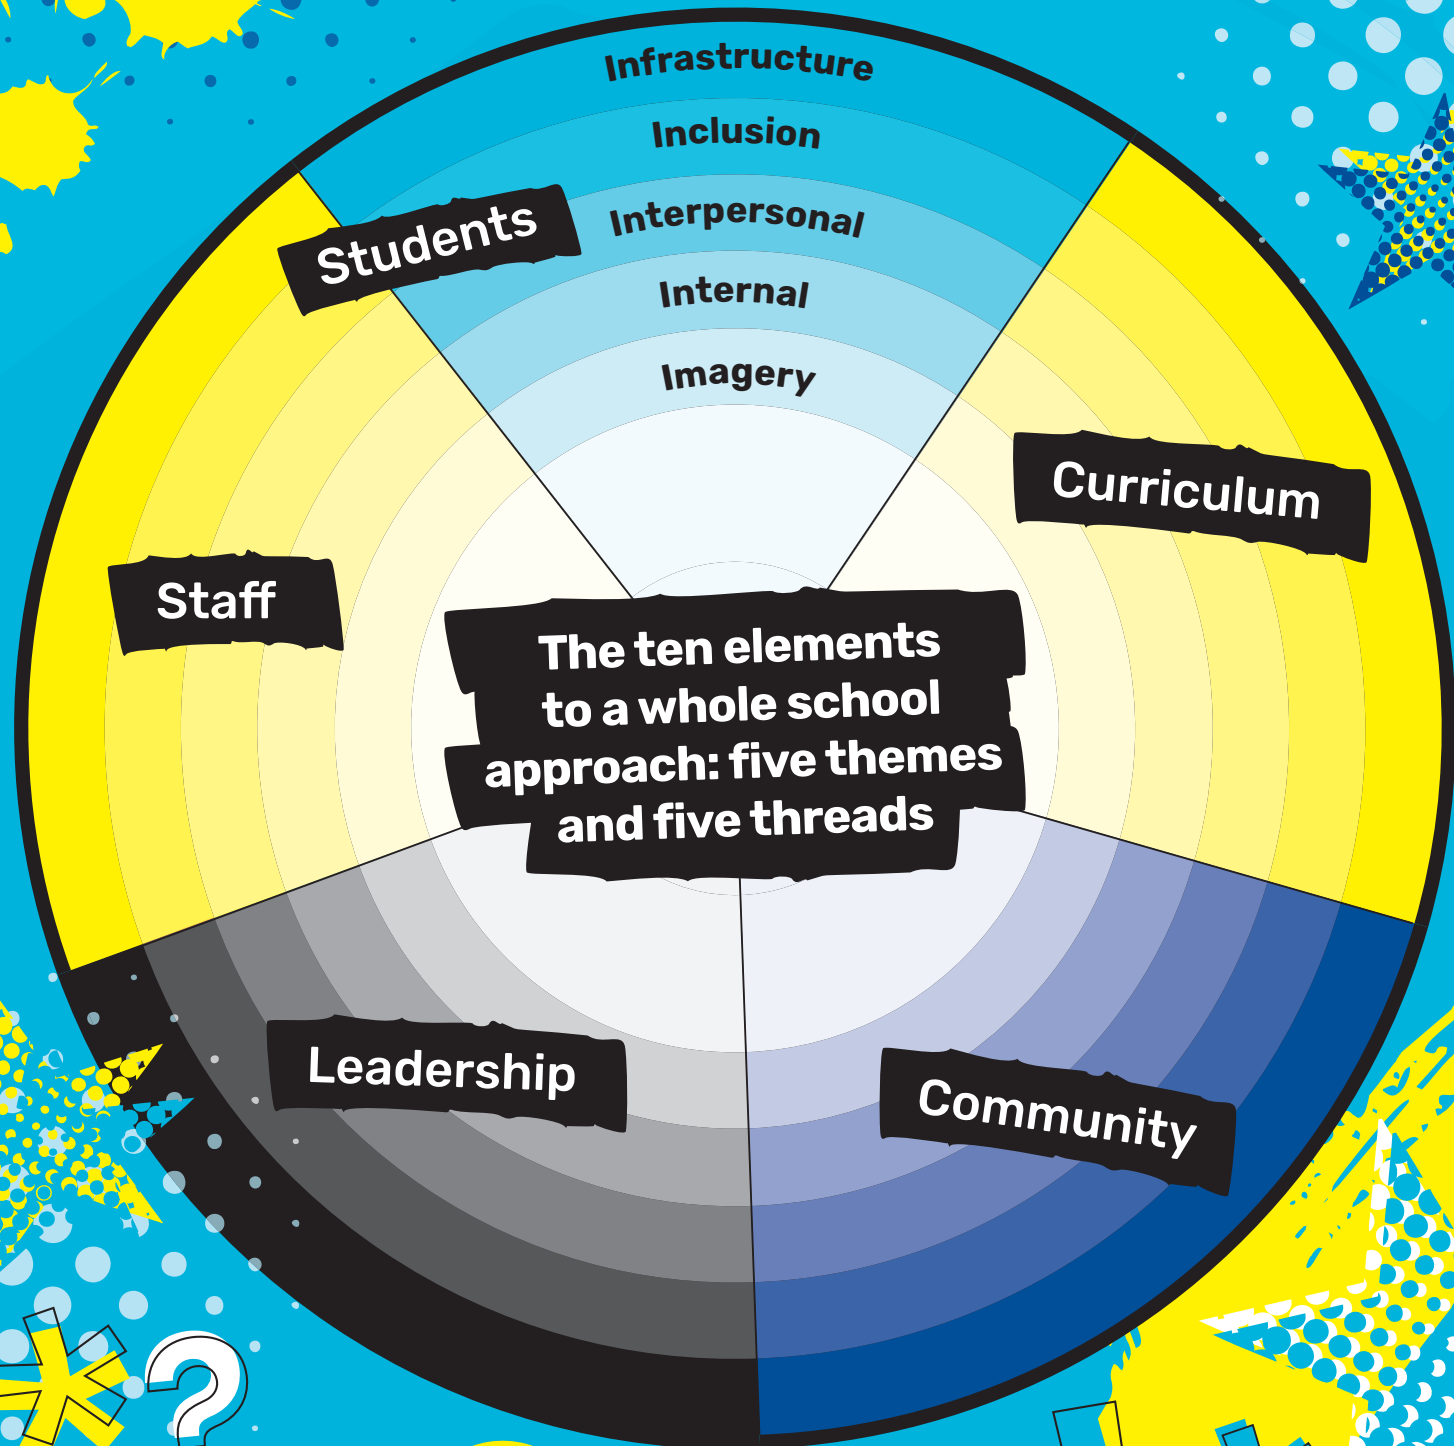 Infrastructure
Inclusion
Interpersonal
Internal
Imagery
Students
Curriculum
Staff
The ten elements
to a whole school
approach: five themes
and five threads
Leadership
Community
?